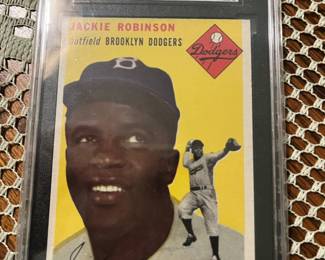 JACKIE ROBINSON
outfield BROOKLYN DODGERS
Dodgers
B